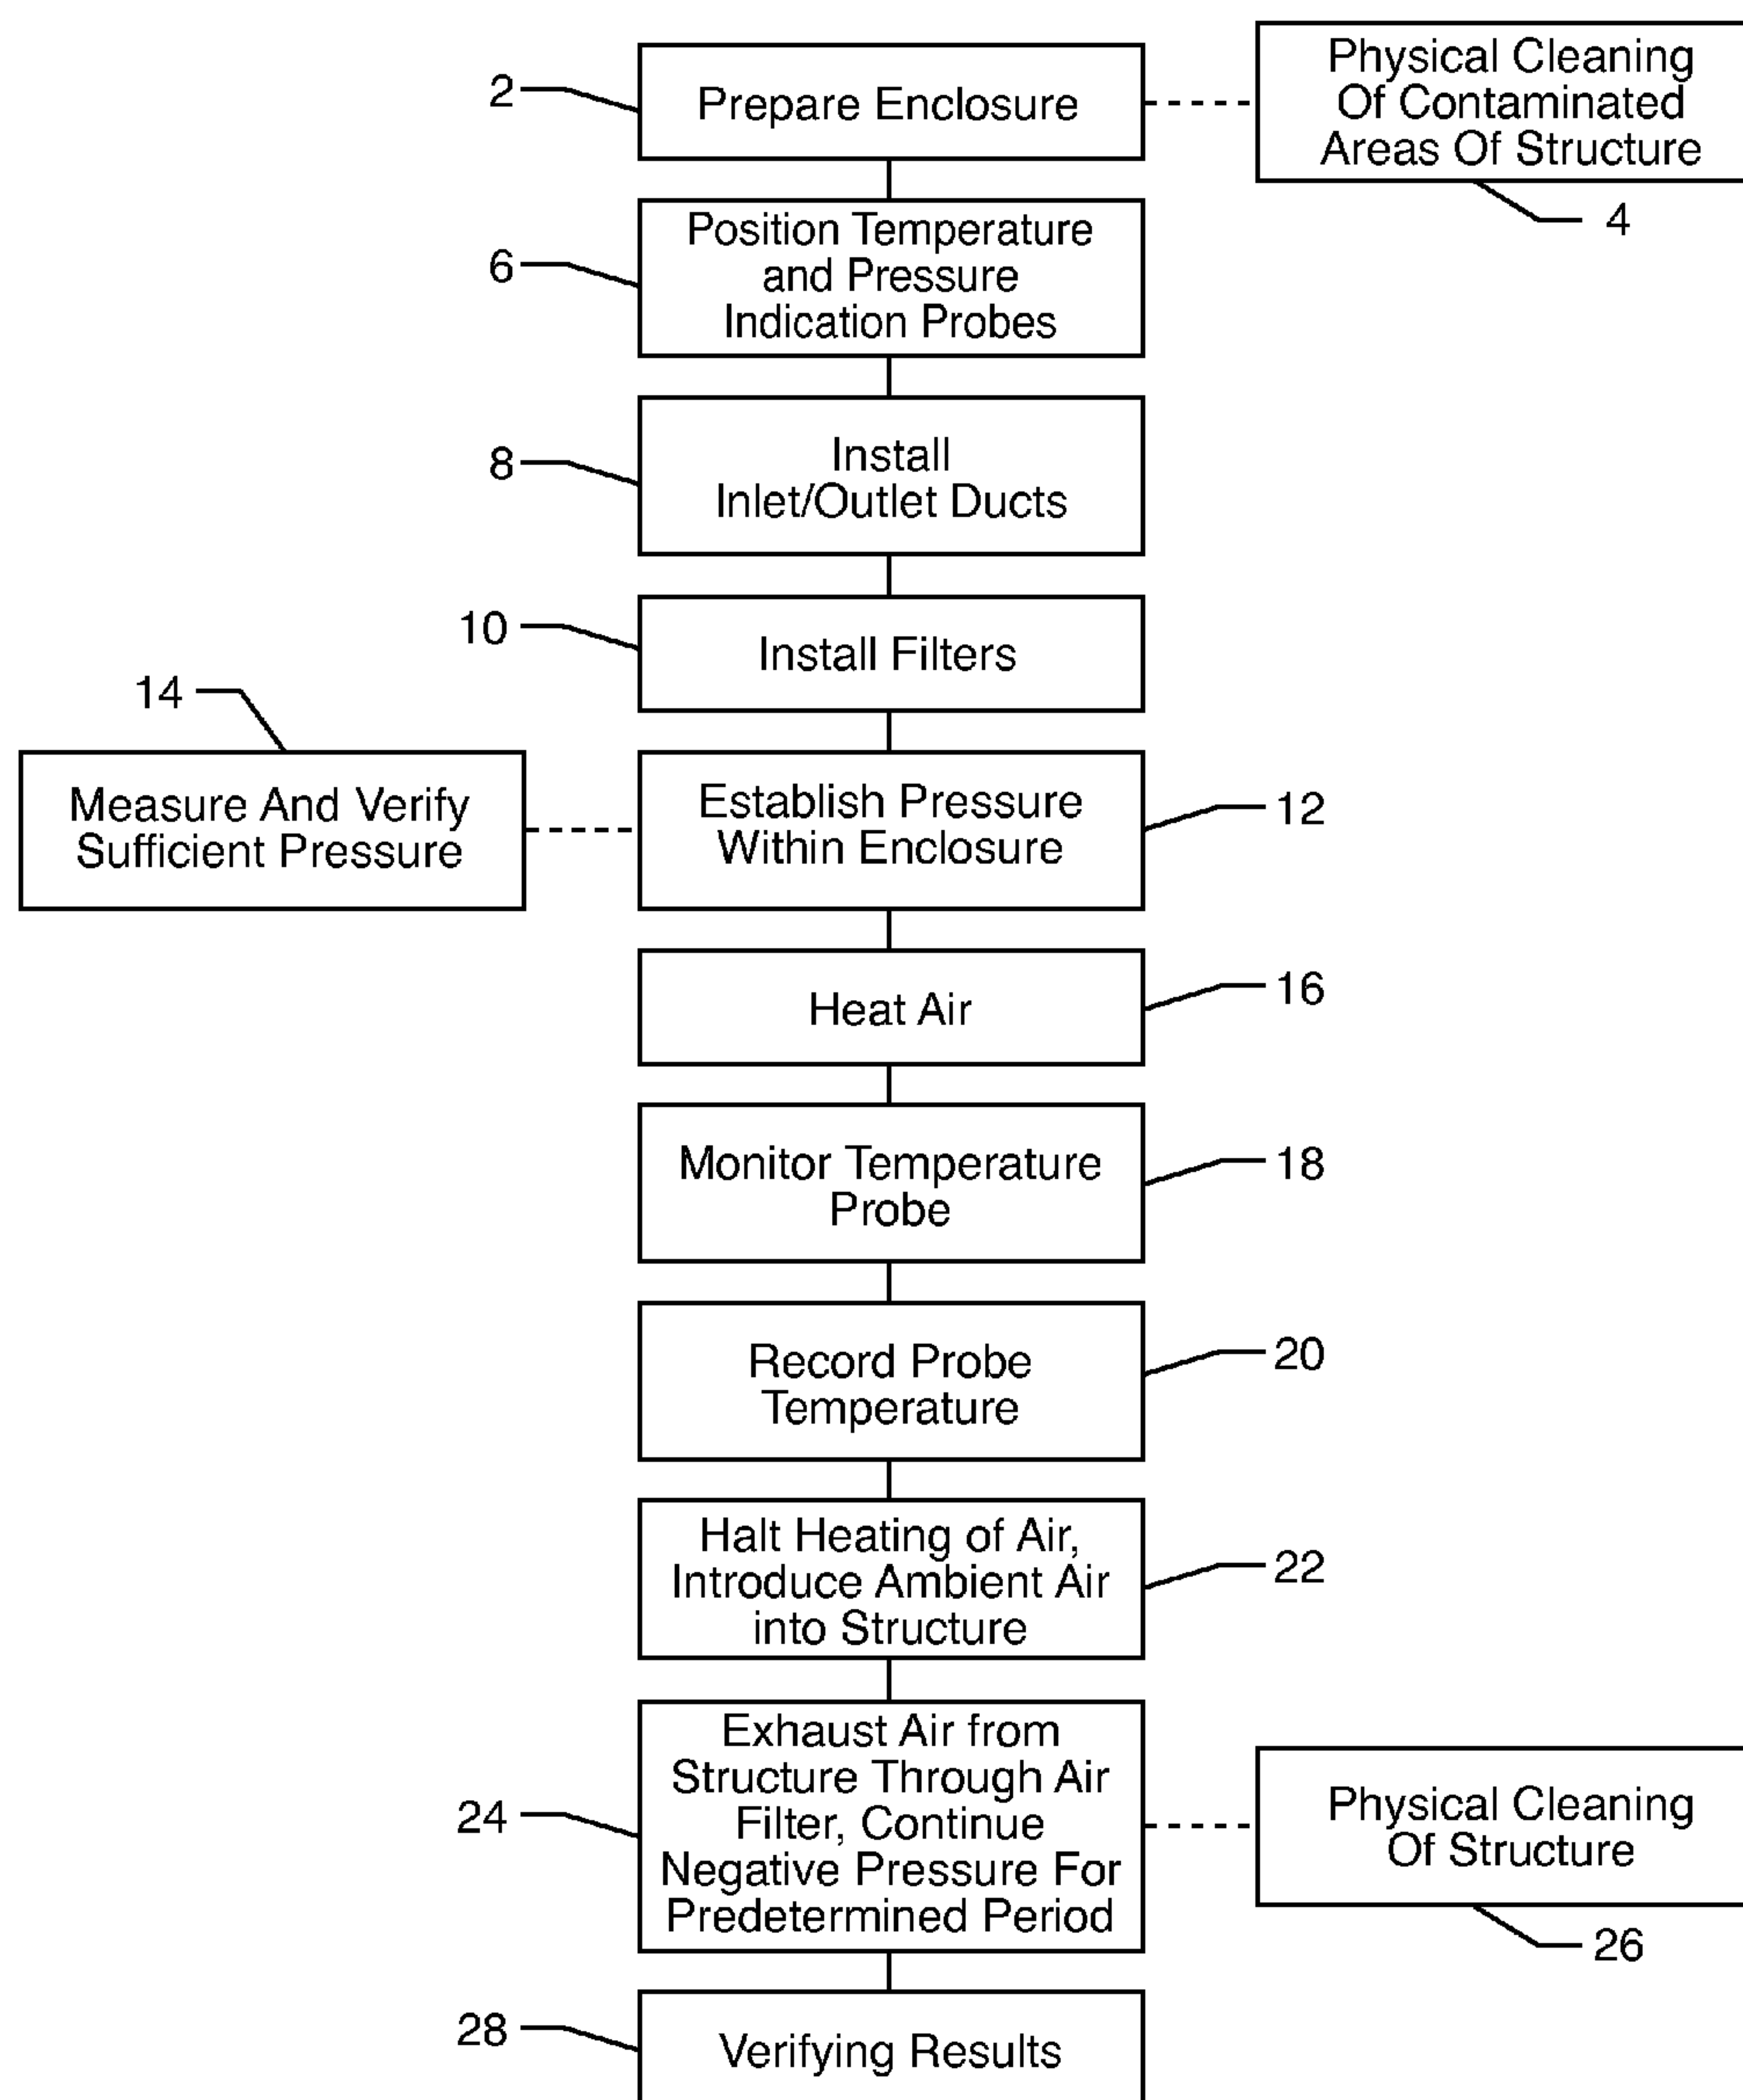 2
Prepare Enclosure
Physical Cleaning
Of Contaminated
Areas Of Structure
4
6
Position Temperature
and Pressure
Indication Probes
8
Install
Inlet/Outlet Ducts
10
Install Filters
14
Measure And Verify
Sufficient Pressure
Establish Pressure
Within Enclosure
12
Heat Air
16
Monitor Temperature
Probe
18
Record Probe
Temperature
20
Halt Heating of Air,
Introduce Ambient Air
into Structure
22
24
Exhaust Air from
Structure Through Air
Filter, Continue
Negative Pressure For
Predetermined Period
Physical Cleaning
Of Structure
26
28
Verifying Results